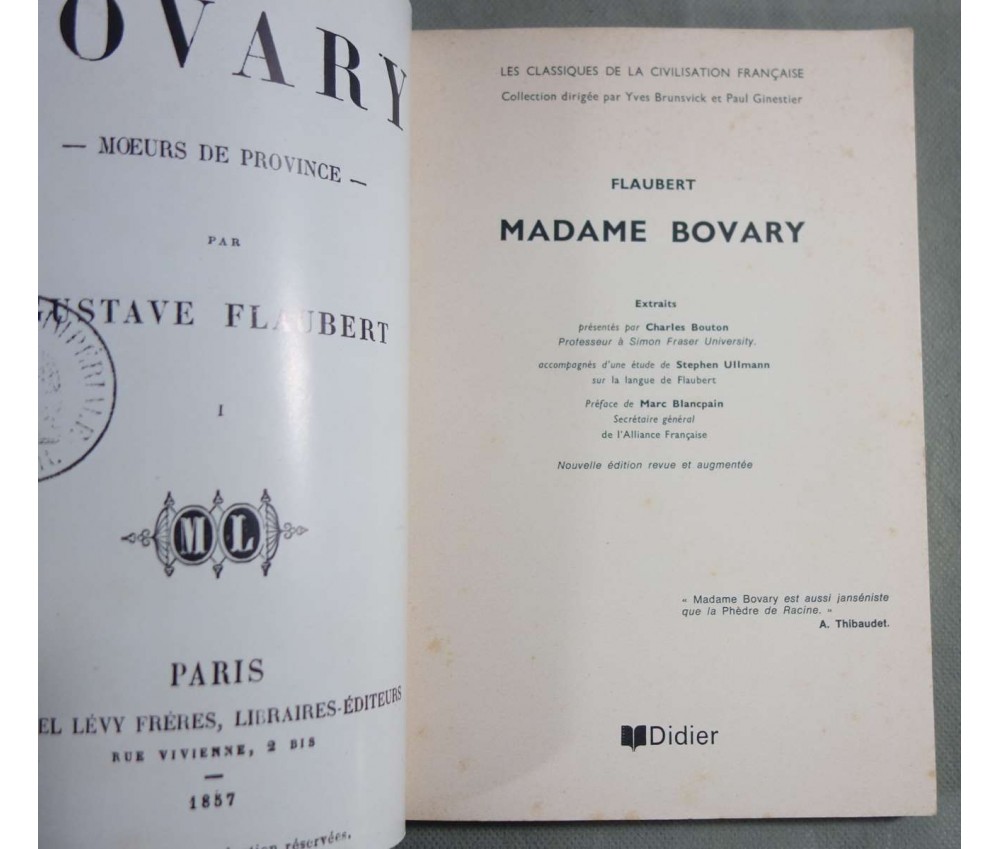 OVARY
— MŒURS DE PROVINCE —
PAR
GUSTAVE FLAUBERT
IMPÉRIALE
I
M L
PARIS
EL LÉVY FRÈRES, LIBRAIRES-ÉDITEURS
RUE VIVIENNE, 2 BIS
—
1857
réservées.
LES CLASSIQUES DE LA CIVILISATION FRANÇAISE
Collection dirigée par Yves Brunsvick et Paul Ginestier
FLAUBERT
MADAME BOVARY
Extraits
présentés par Charles Bouton
Professeur à Simon Fraser University.
accompagnés d'une étude de Stephen Ullmann
sur la langue de Flaubert
Préface de Marc Blancpain
Secrétaire général
de l'Alliance Française
Nouvelle édition revue et augmentée
« Madame Bovary est aussi janséniste
que la Phèdre de Racine. »
A. Thibaudet.
Didier